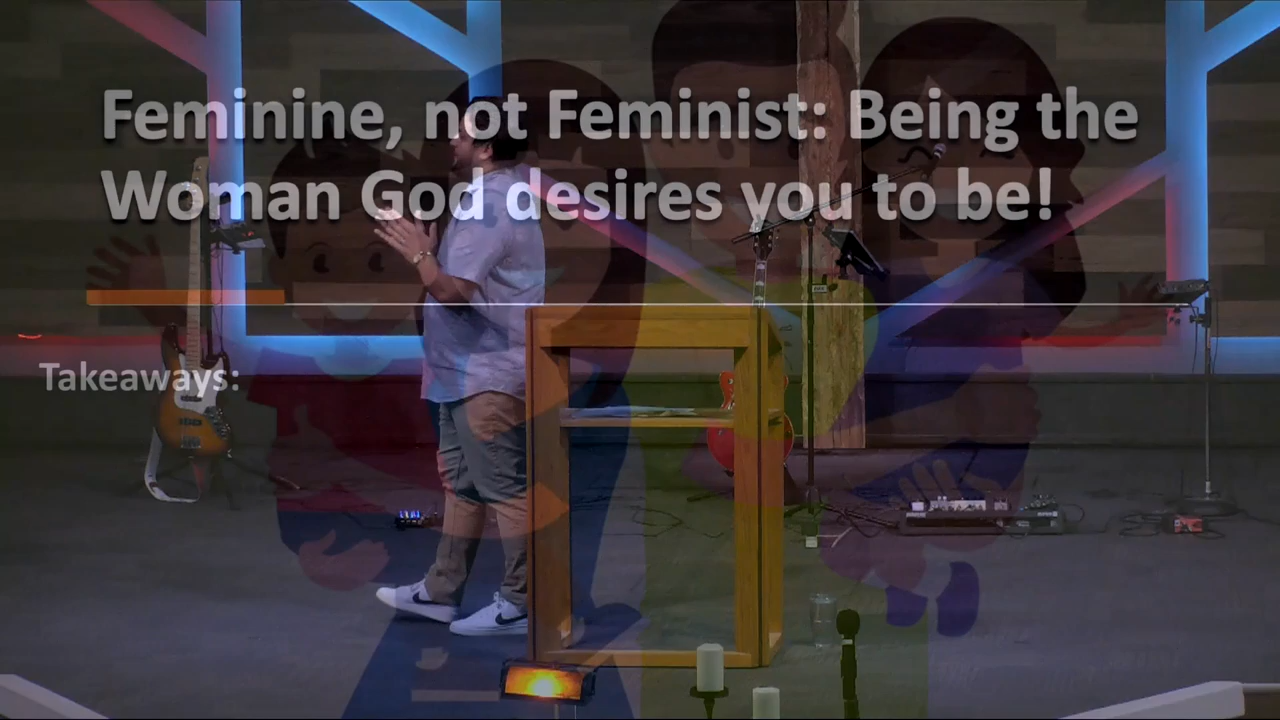 Feminine, not Feminist: Being the
Woman God desires you to be!
Takeaways: